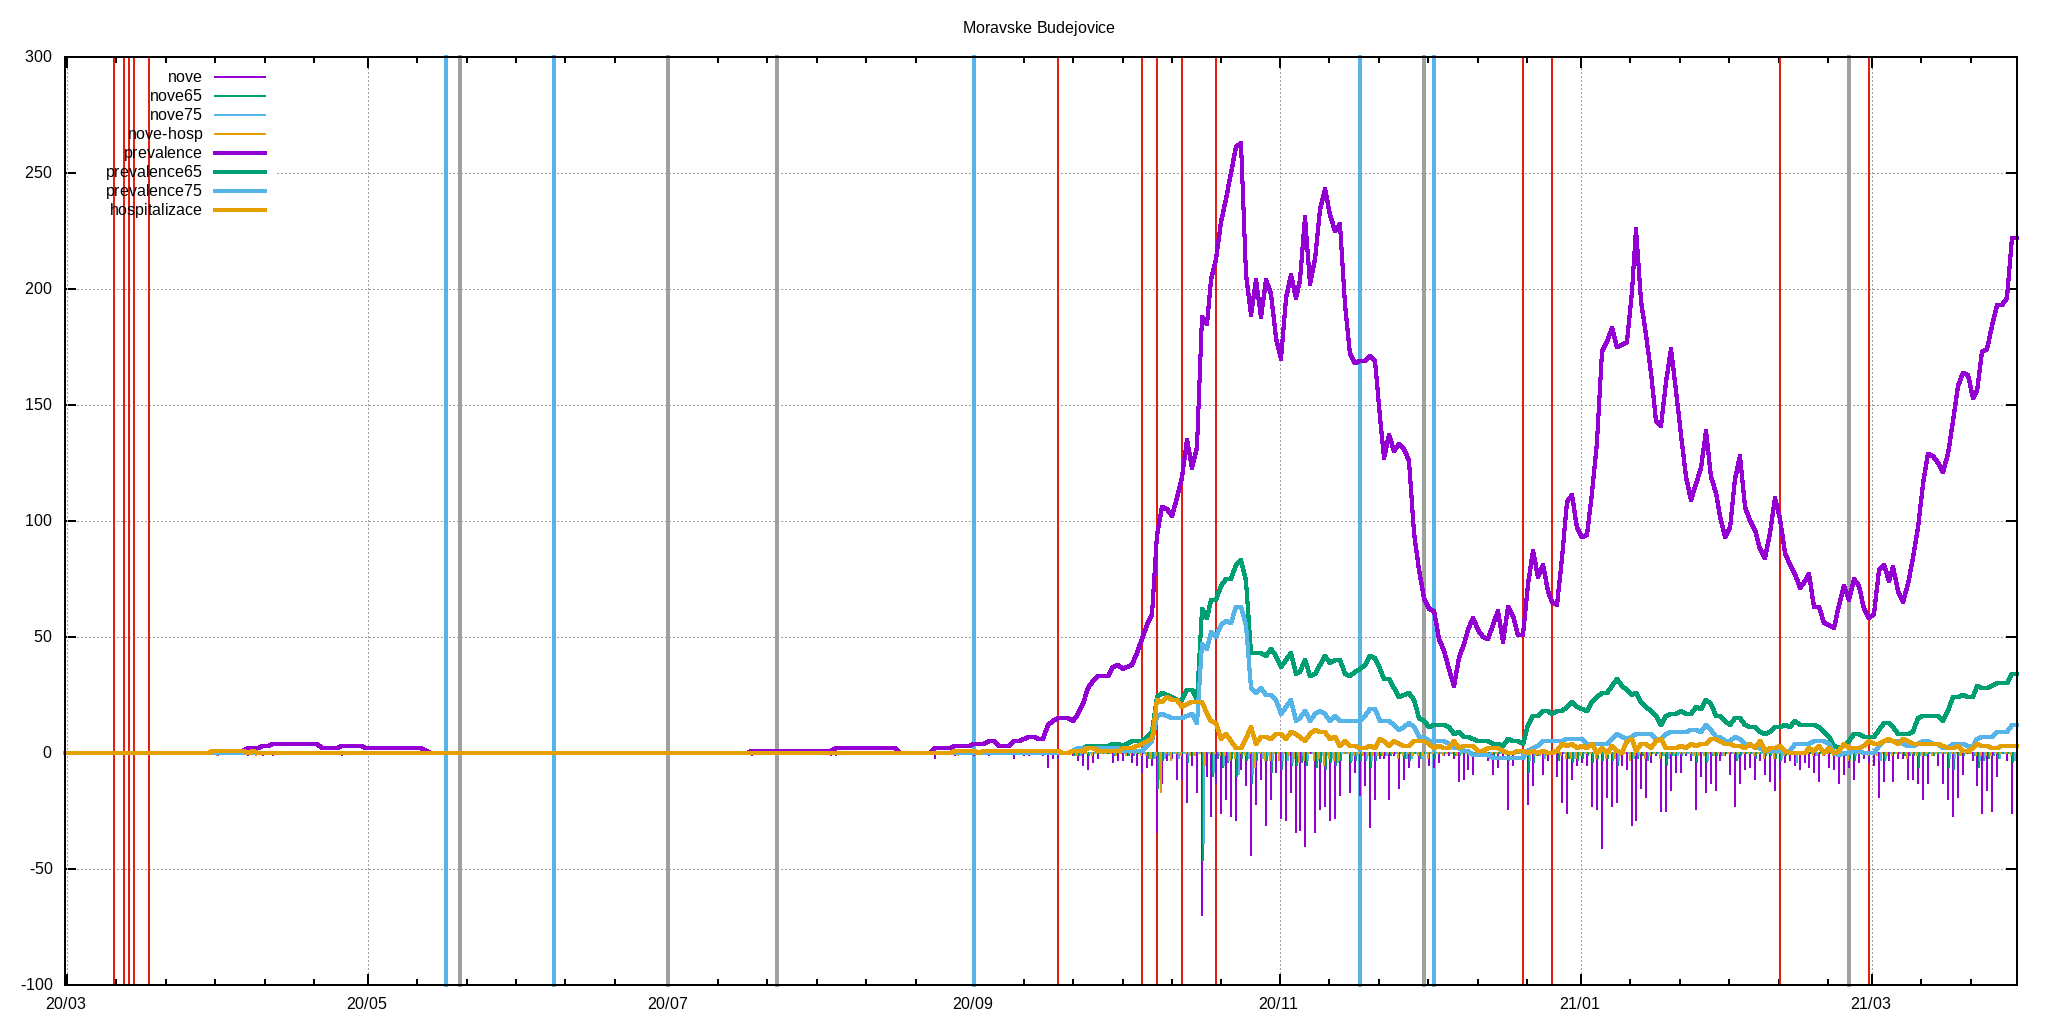 Moravske Budejovice
300
250
200
150
100
50
0
-50
-100
nove
nove65
nove75
nove-hosp
prevalence
prevalence65
prevalence75
hospitalizace
20/03 20/05 20/07 20/09 20/11 21/01 21/03